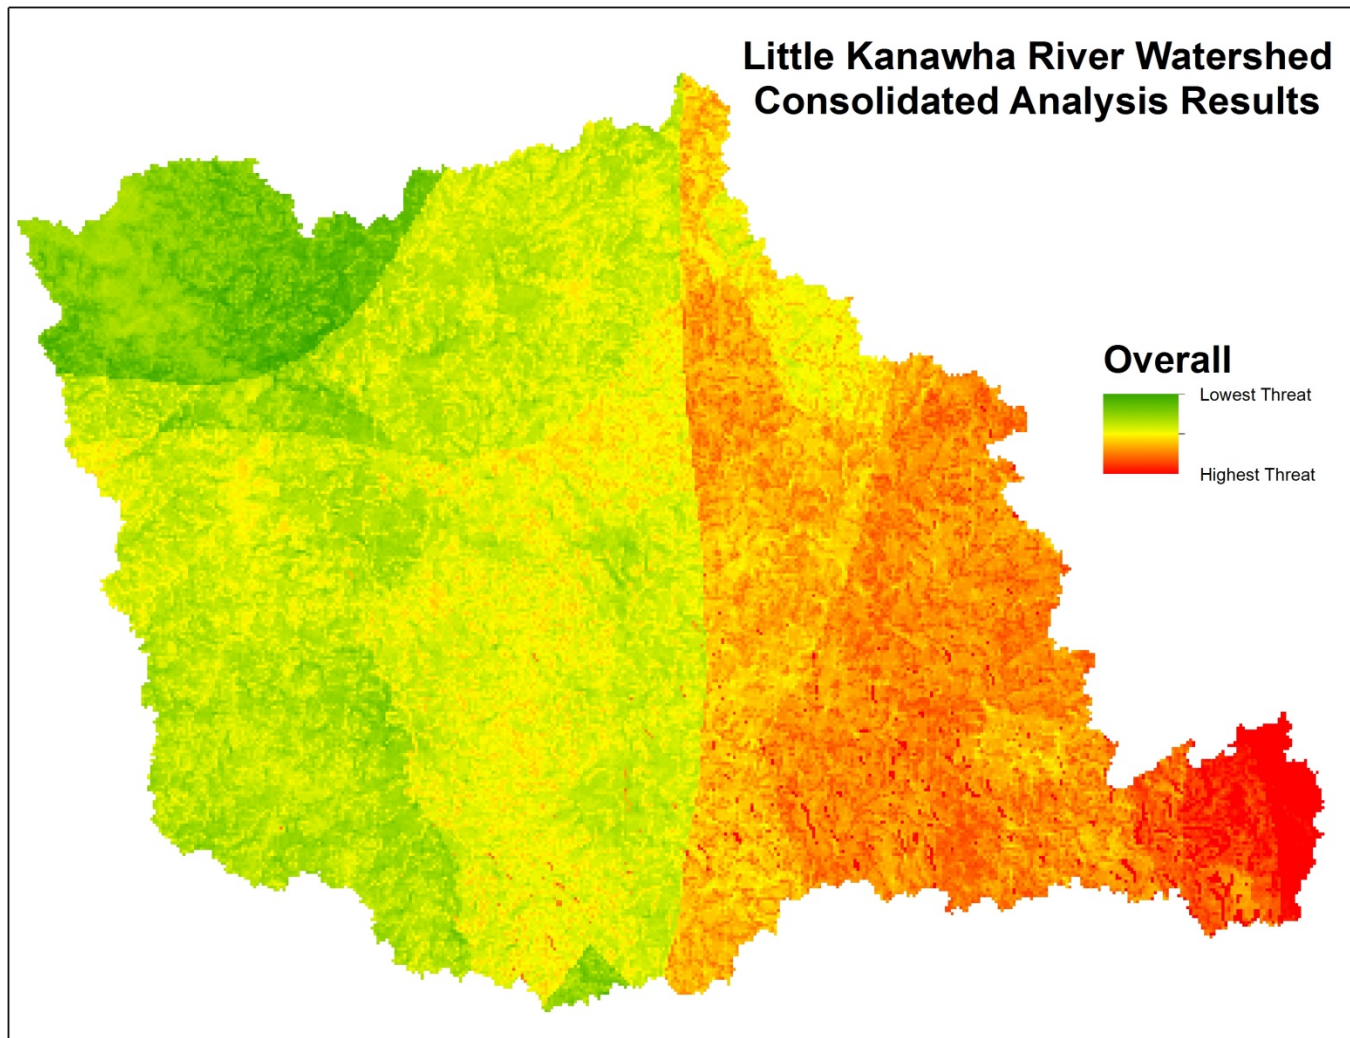 Little Kanawha River Watershed
Consolidated Analysis Results
Overall
Lowest Threat
Highest Threat